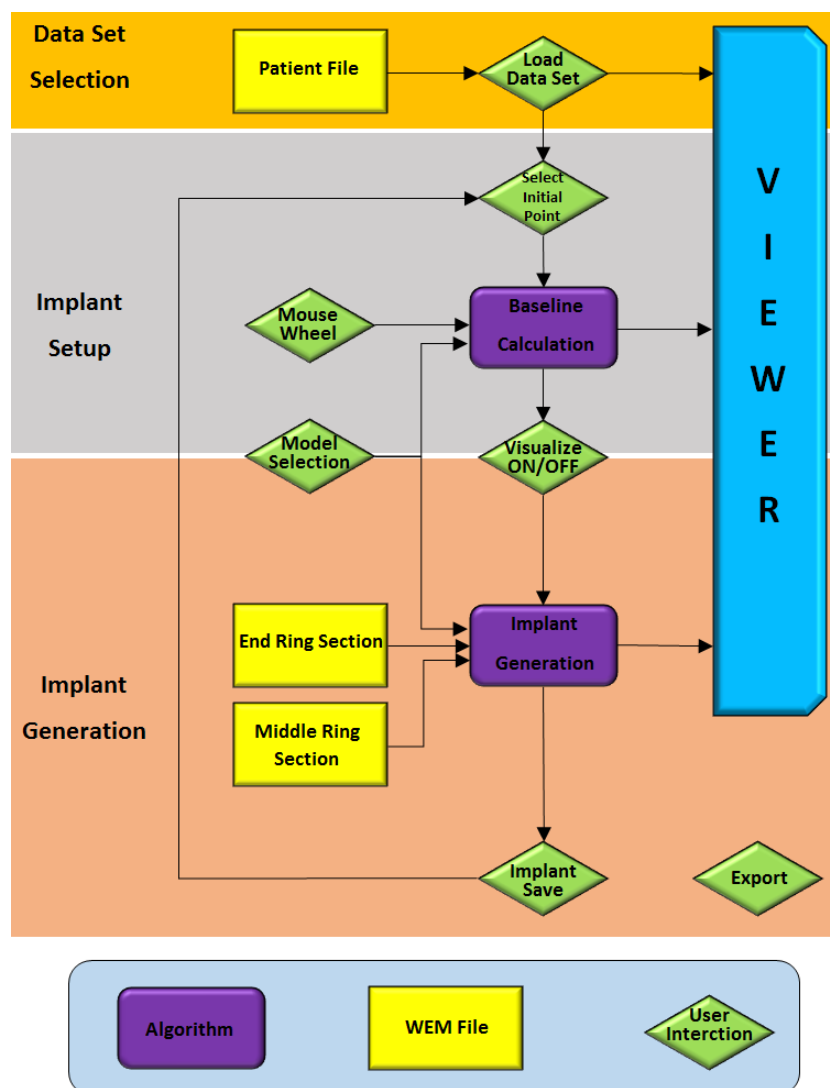 Data Set
Selection
Patient File
Load
Data Set
Select
Initial
Point
Implant
Setup
Mouse
Wheel
Baseline
Calculation
Model
Selection
Visualize
ON/OFF
Implant
Generation
End Ring Section
Middle Ring
Section
Implant
Generation
Implant
Save
Export
V
I
E
W
E
R
Algorithm
WEM File
User
Interction